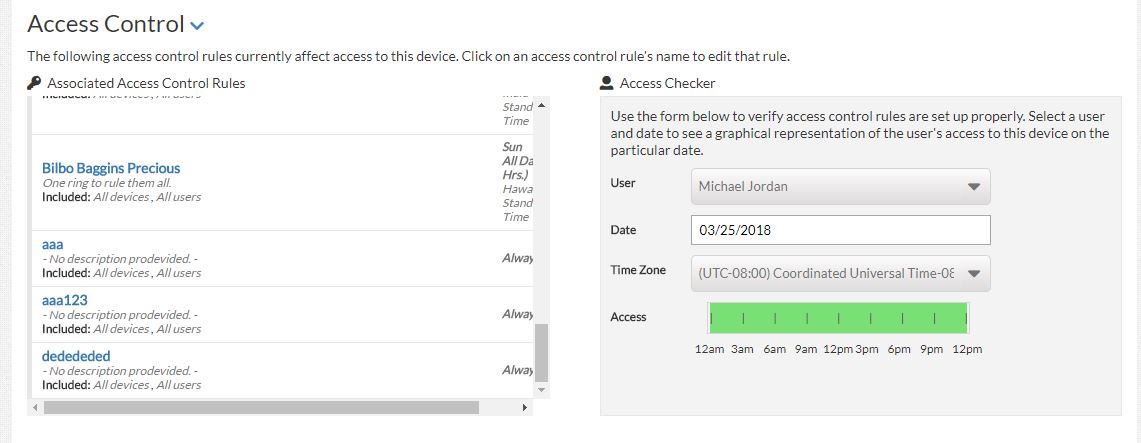 Access Control
The following access control rules currently affect access to this device. Click on an access control rule's name to edit that rule.
Associated Access Control Rules
Included: All devices , All users
Stand
Time
Bilbo Baggins Precious
One ring to rule them all.
Included: All devices , All users
Sun
All Da
Hrs.)
Hawa
Stand
Time
aaa
- No description prodevided. -
Included: All devices , All users
Alway
aaa123
- No description prodevided. -
Included: All devices , All users
Alway
dedededed
- No description prodevided. -
Included: All devices , All users
Alway
Access Checker
Use the form below to verify access control rules are set up properly. Select a user
and date to see a graphical representation of the user's access to this device on the
particular date.
User
Michael Jordan
Date
03/25/2018
Time Zone
(UTC-08:00) Coordinated Universal Time-08
Access
12am 3am 6am 9am 12pm 3pm 6pm 9pm 12pm